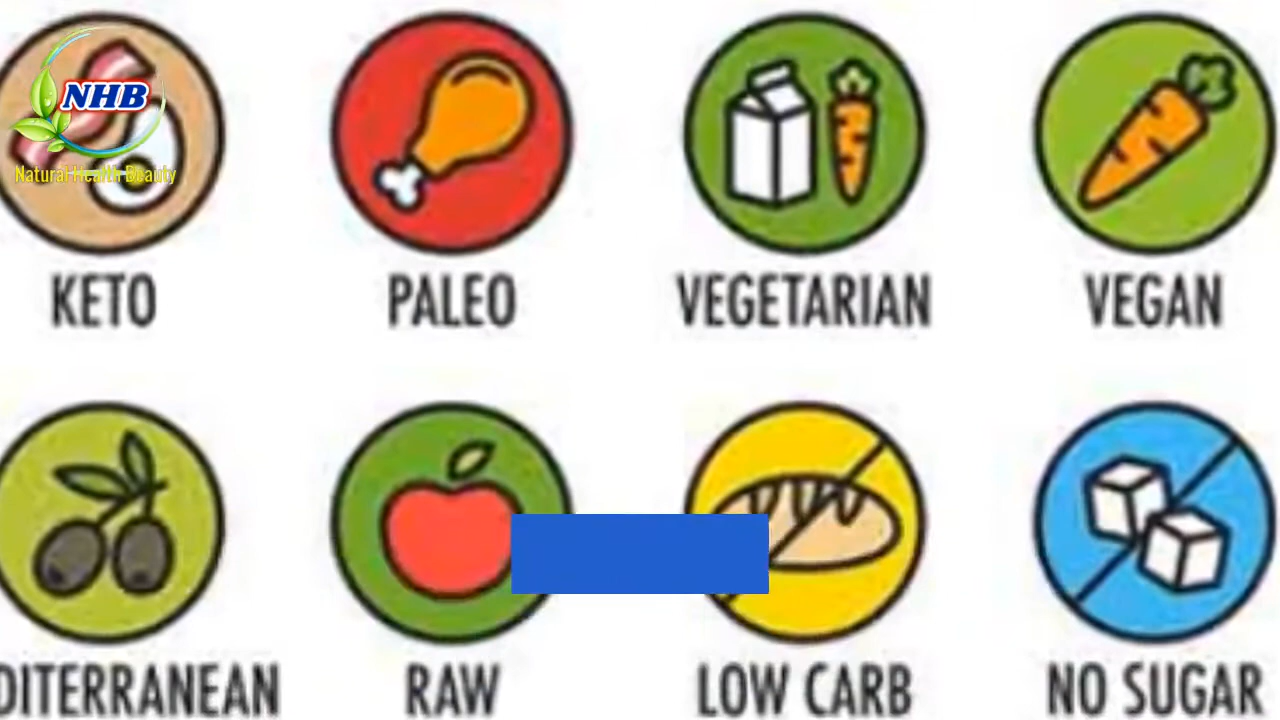 NHB
Natural Health Beauty
KETO
PALEO
VEGETARIAN
VEGAN
DITERRANEAN
RAW
LOW CARB
NO SUGAR